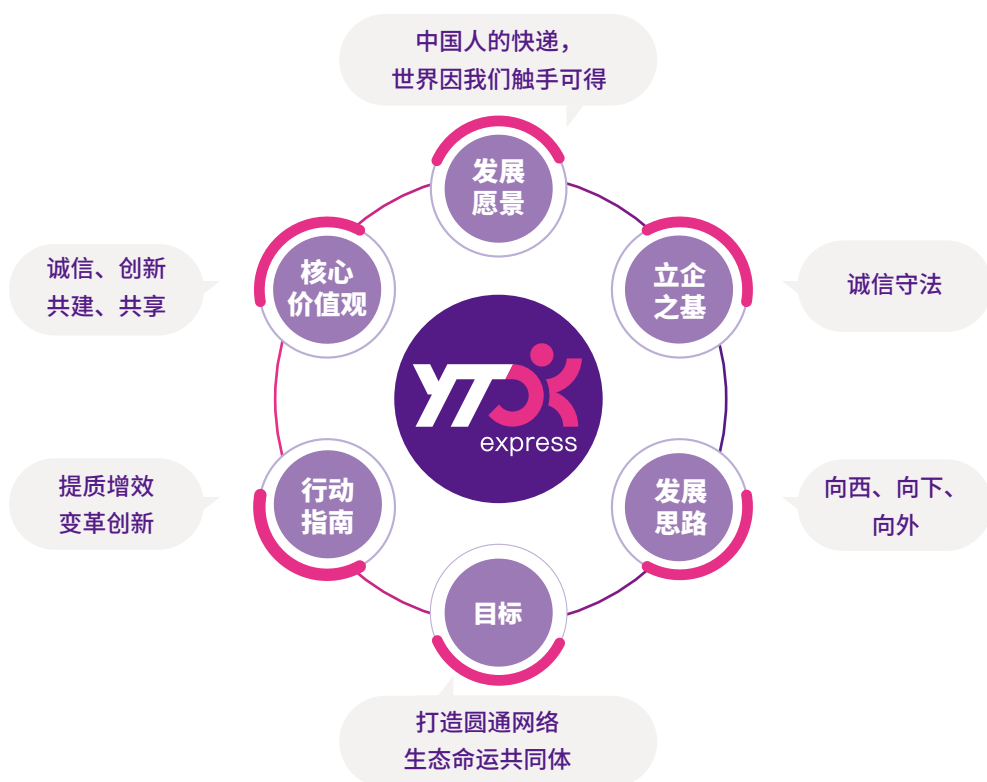 中国人的快递，
世界因我们触手可得
发展
愿景
诚信、创新
共建、共享
核心
价值观
立企
之基
诚信守法
YTO
express
提质增效
变革创新
行动
指南
发展
思路
向西、向下、
向外
目标
打造圆通网络
生态命运共同体